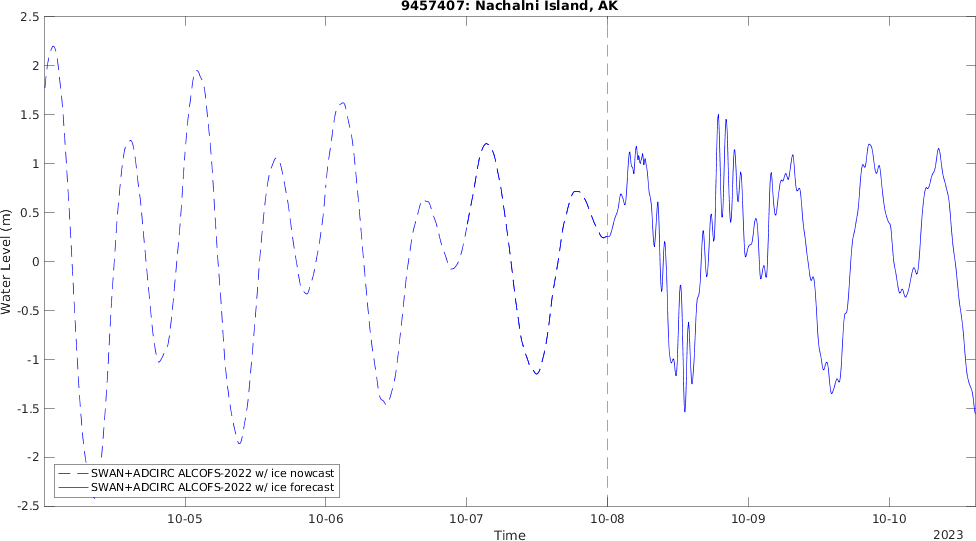 9457407: Nachalni Island, AK
2.5
2
1.5
1
0.5
0
-0.5
-1
-1.5
-2
-2.5
Water Level (m)
SWAN+ADCIRC ALCOFS-2022 w/ ice nowcast
SWAN+ADCIRC ALCOFS-2022 w/ ice forecast
10-05 10-06 10-07 10-08 10-09 10-10
Time
2023